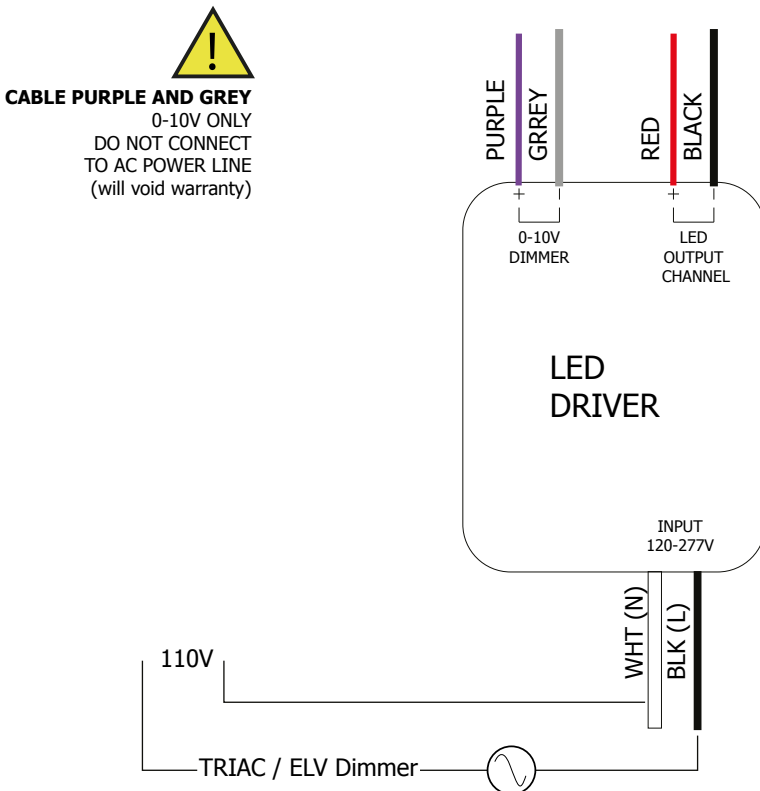 !
CABLE PURPLE AND GREY
0-10V ONLY
DO NOT CONNECT
TO AC POWER LINE
(will void warranty)
PURPLE
GRREY
RED
BLACK
+ - + -
0-10V
DIMMER
LED
OUTPUT
CHANNEL
LED
DRIVER
INPUT
120-277V
WHT (N)
BLK (L)
110V
TRIAC / ELV Dimmer